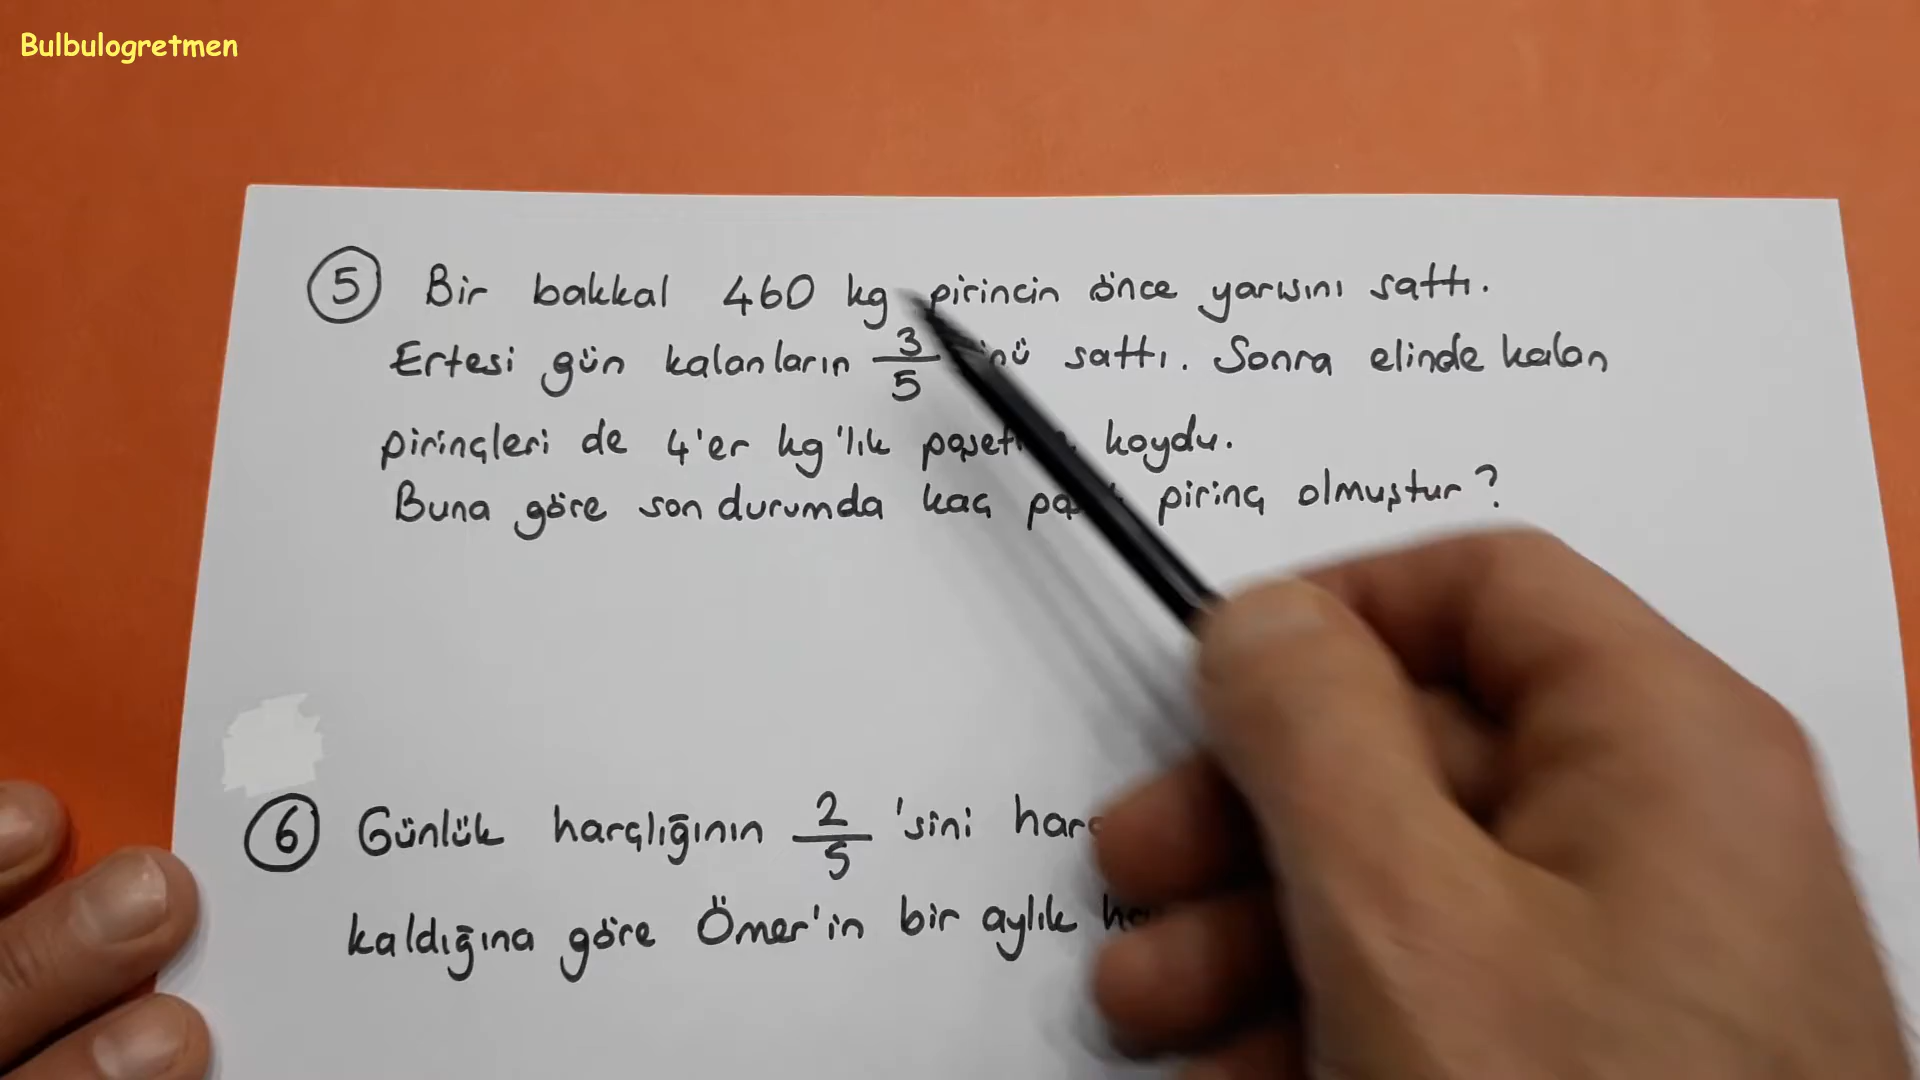 Bulbulogretmen
5 Bir bakkal 460 kg pirincin önce yarısını sattı.
Ertesi gün kalanların 3/5 sattı. Sonra elinde kalan
pirinçleri de 4'er kg'lık koydu.
Buna göre son durumda kaç pirinç olmuştur?
6 Günlük harçlığının 2/5 'sini
kaldığına göre Ömer'in bir aylık